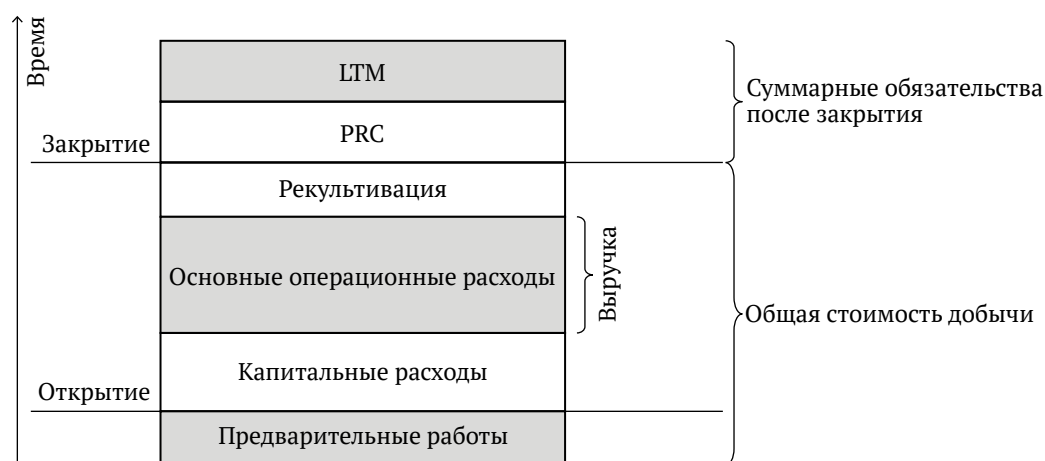 Время
LTM
Суммарные обязательства
после закрытия
PRC
Закрытие
Рекультивация
Основные операционные расходы
Выручка
Общая стоимость добычи
Капитальные расходы
Открытие
Предварительные работы